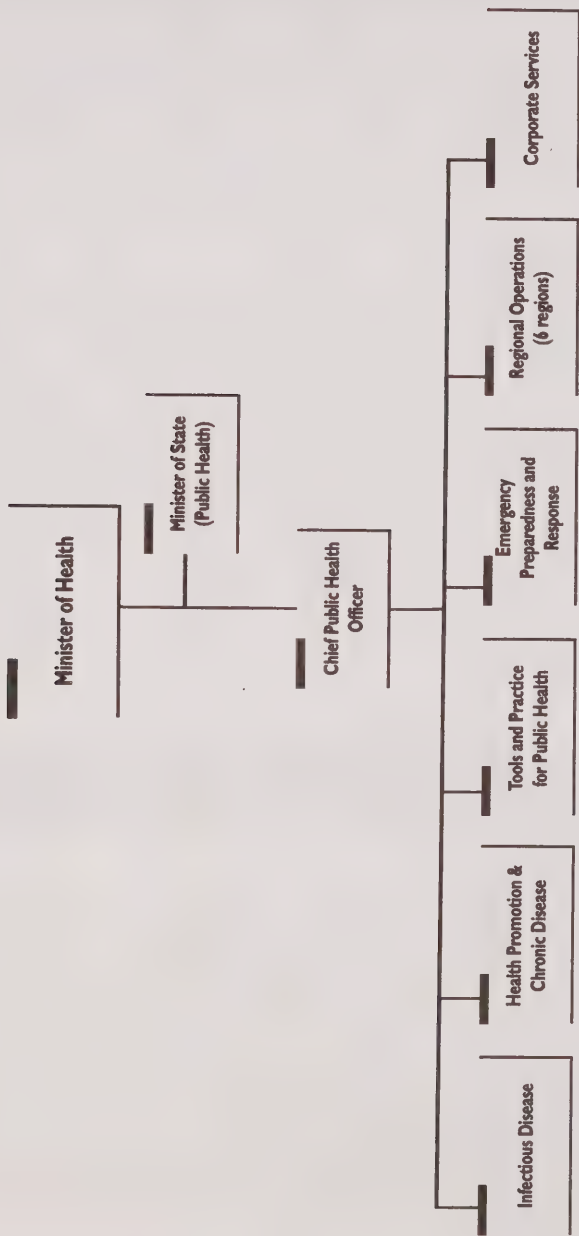 Minister of Health
Minister of State
(Public Health)
Chief Public Health
Officer
Infectious Disease
Health Promotion &
Chronic Disease
Tools and Practice
for Public Health
Emergency
Preparedness and
Response
Regional Operations
(6 regions)
Corporate Services